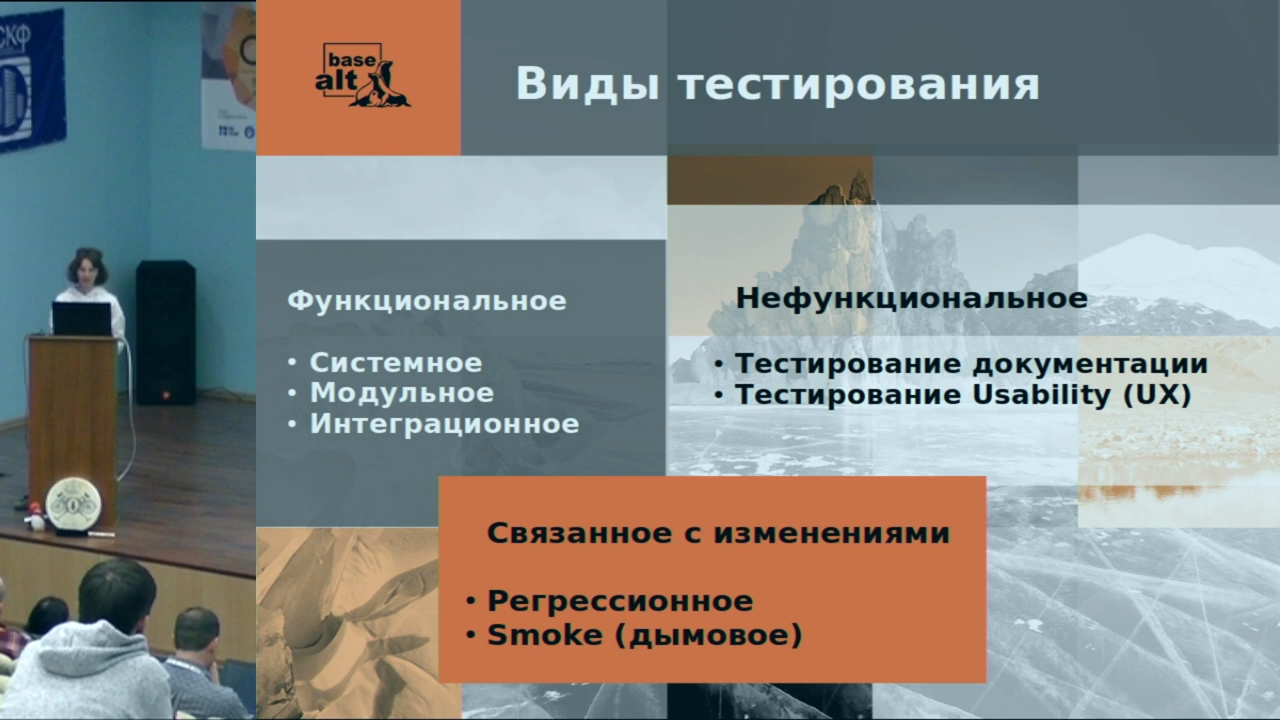 СКФ
base
alt
Виды тестирования
Функциональное
• Системное
• Модульное
• Интеграционное
Нефункциональное
• Тестирование документации
• Тестирование Usability (UX)
Связанное с изменениями
• Регрессионное
• Smoke (дымовое)